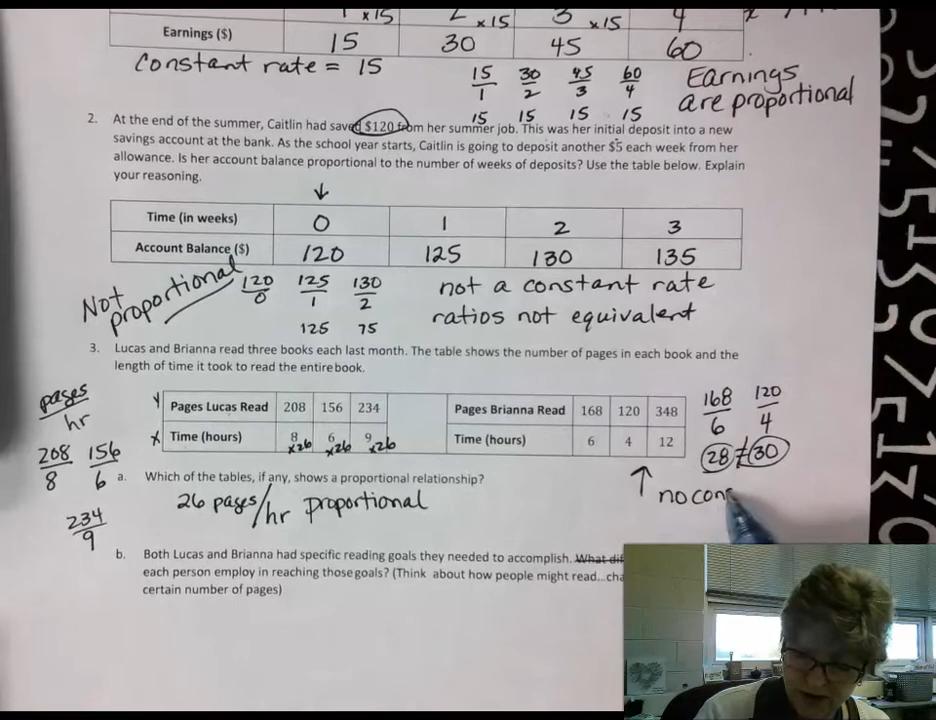 x 15 x 15 x 15
Earnings ($) 15 30 45 60
Constant rate = 15
15/1 30/2 45/3 60/4
15 15 15 15
Earnings
are proportional
2. At the end of the summer, Caitlin had saved $120 from her summer job. This was her initial deposit into a new
savings account at the bank. As the school year starts, Caitlin is going to deposit another $5 each week from her
allowance. Is her account balance proportional to the number of weeks of deposits? Use the table below. Explain
your reasoning.
↓
Time (in weeks) 0 1 2 3
Account Balance ($) 120 125 130 135
Not
proportional
120/0 125/1 130/2
125 75
not a constant rate
ratios not equivalent
3. Lucas and Brianna read three books each last month. The table shows the number of pages in each book and the
length of time it took to read the entire book.
pages/hr
208/8 156/6
234/9
Y Pages Lucas Read 208 156 234
X Time (hours) 8 6 9
x26 x26 x26
Pages Brianna Read 168 120 348
Time (hours) 6 4 12
168/6 120/4
28 ≠ 30
a. Which of the tables, if any, shows a proportional relationship?
26 pages/hr proportional
↑ no con
b. Both Lucas and Brianna had specific reading goals they needed to accomplish. What dif
each person employ in reaching those goals? (Think about how people might read...cha
certain number of pages)